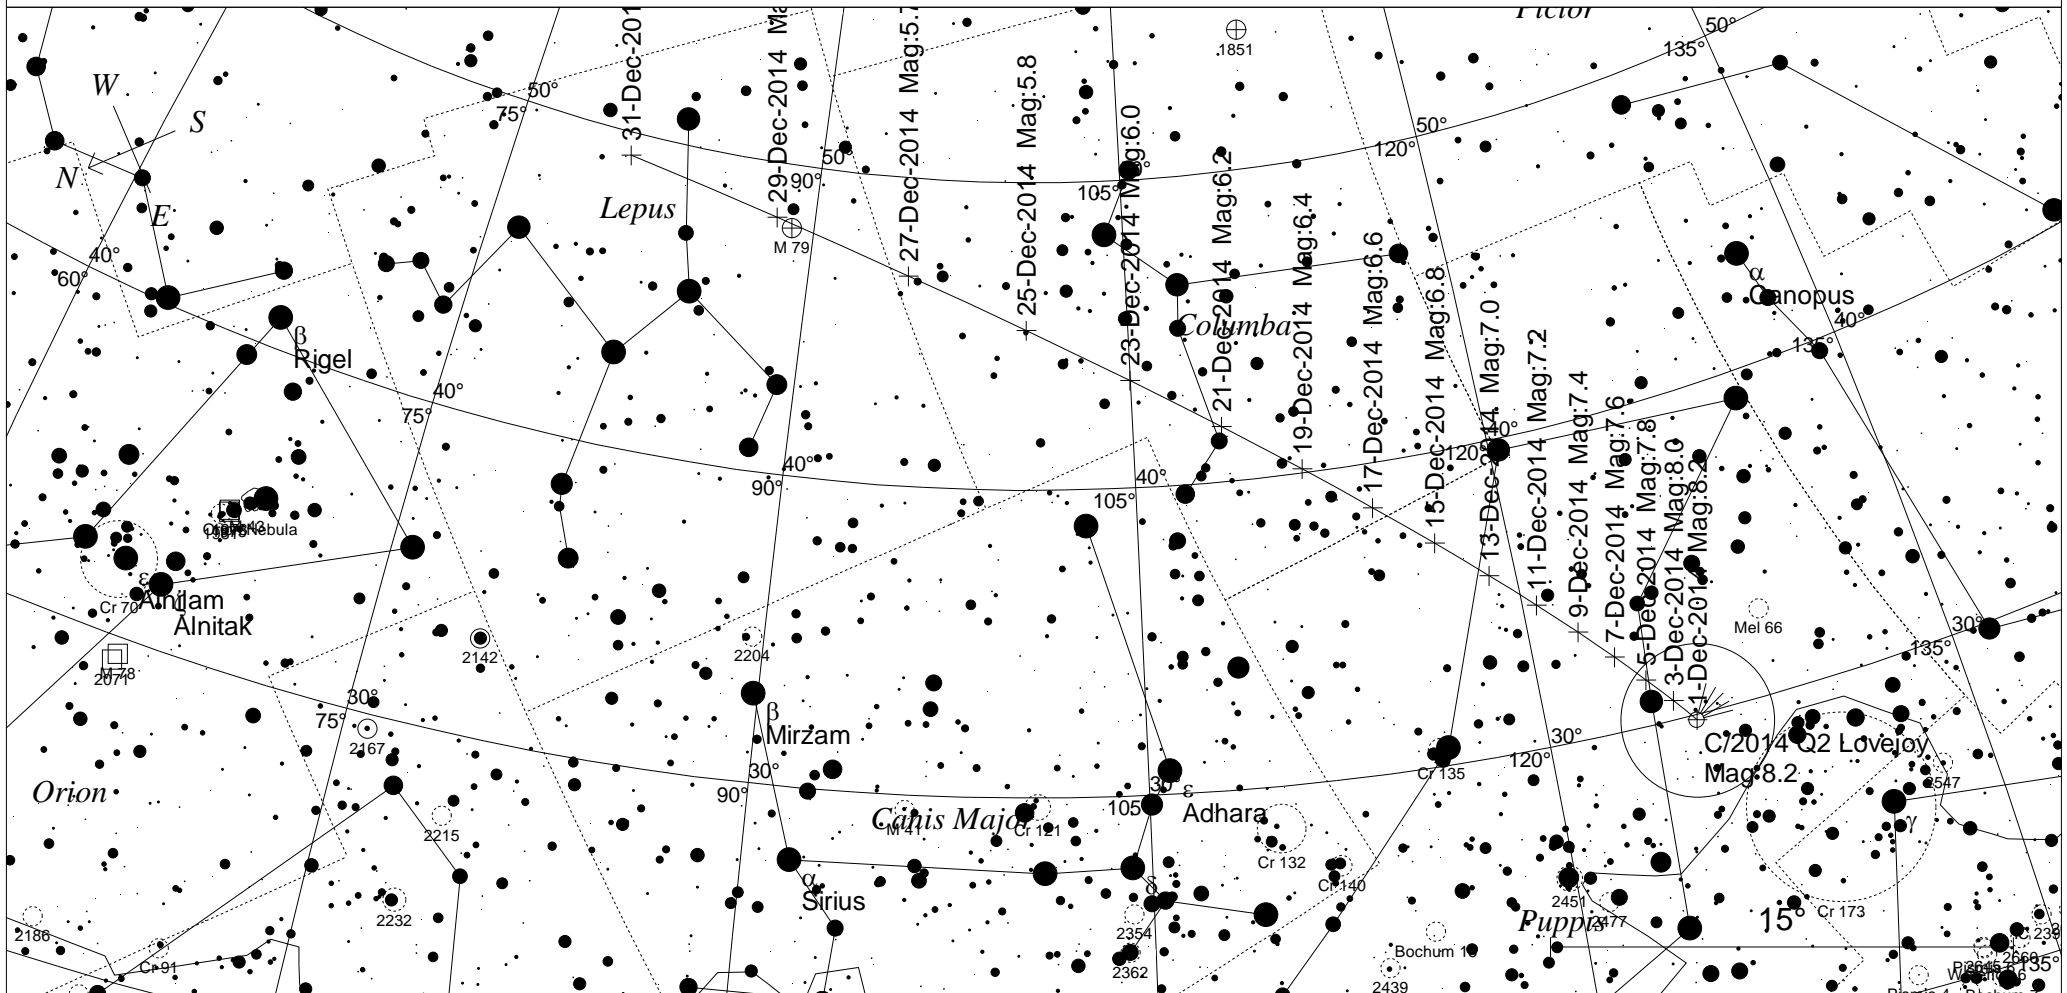 Pictor
50°
135°
1851
W
S
N
E
50°
75°
31-Dec-201
29-Dec-2014 Ma
27-Dec-2014 Mag:5.7
25-Dec-2014 Mag:5.8
23-Dec-2014 Mag:6.0
21-Dec-2014 Mag:6.2
19-Dec-2014 Mag:6.4
17-Dec-2014 Mag:6.6
15-Dec-2014 Mag:6.8
13-Dec-2014 Mag:7.0
11-Dec-2014 Mag:7.2
9-Dec-2014 Mag:7.4
7-Dec-2014 Mag:7.6
5-Dec-2014 Mag:7.8
3-Dec-2014 Mag:8.0
1-Dec-2014 Mag:8.2
50°
90°
105°
50°
120°
Lepus
M 79
40°
60°
α
Canopus
40°
135°
Columba
β
Rigel
40°
75°
40°
90°
40°
105°
40°
120°
Nebula
ε
Alnilam
Cr 70
ζ
Alnitak
M 78
2071
2142
2204
Mel 66
30°
135°
30°
75°
2167
β
Mirzam
30°
90°
30°
105
ε
Adhara
30°
120°
Cr 135
C/2014 Q2 Lovejoy
Mag:8.2
2547
γ
Orion
2215
Canis Major
M 41
Cr 121
Cr 132
Cr 140
α
Sirius
δ
2354
2362
2232
2186
Cr 91
Puppis
2451
2477
15°
Cr 173
Bochum 15
2439
2669
135°